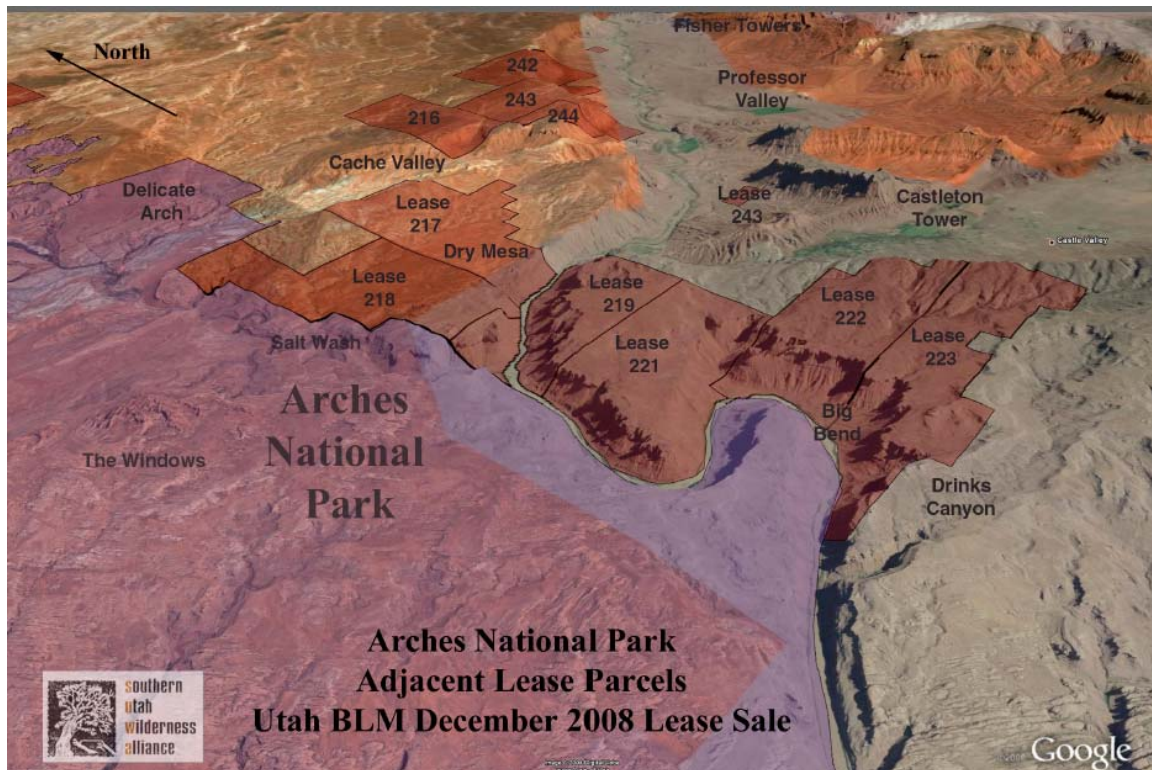 Fisher Towers
North
242
Professor
Valley
243
216
244
Cache Valley
Delicate
Arch
Lease
217
Lease
243
Castleton
Tower
Castle Valley
Dry Mesa
Lease
218
Lease
219
Lease
222
Salt Wash
Lease
221
Lease
223
Arches
National
Park
Big
Bend
The Windows
Drinks
Canyon
Arches National Park
Adjacent Lease Parcels
Utah BLM December 2008 Lease Sale
southern
utah
wilderness
alliance
Google